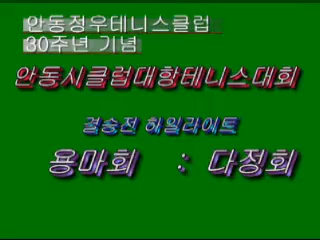 안동정우테니스클럽
30주년 기념
안동시클럽대항테니스대회
결승전 하일라이트
용마회 : 다정회